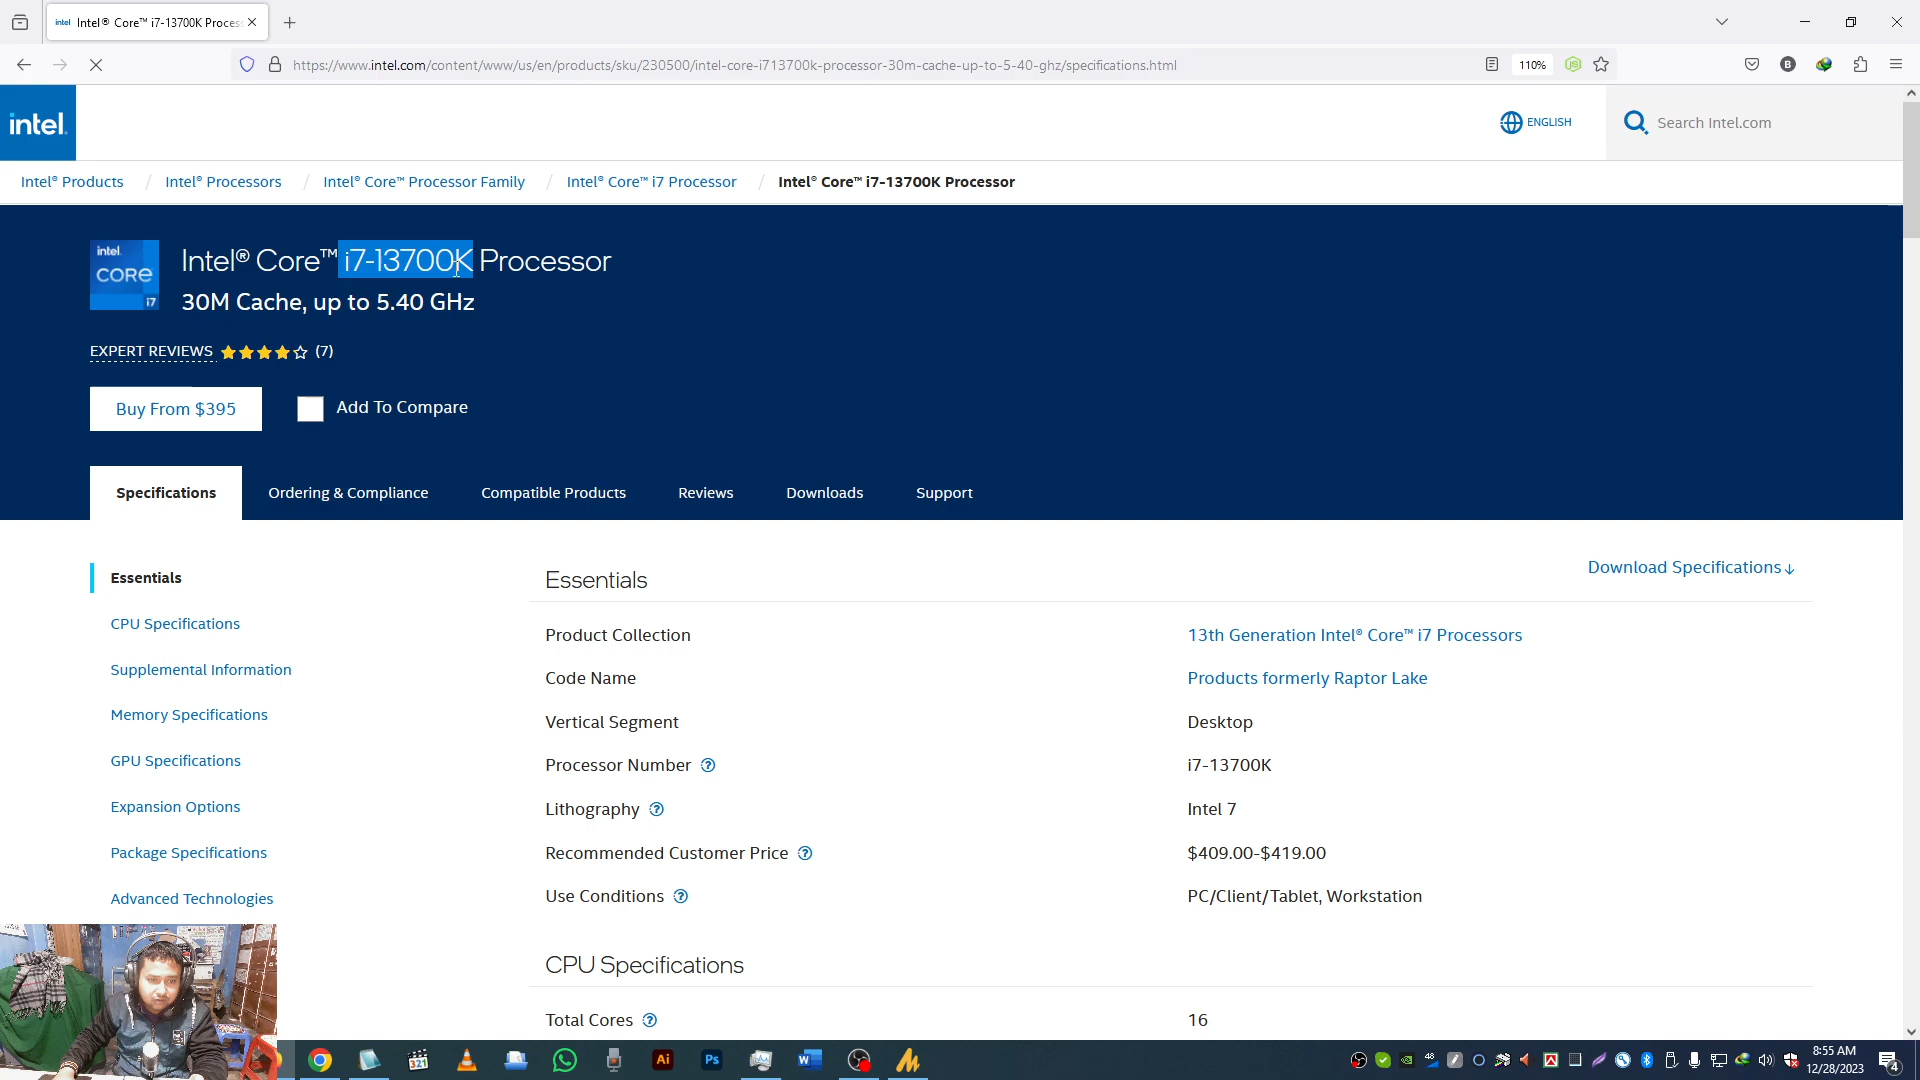 intel Intel® Core™ i7-13700K Proces
https://www.intel.com/content/www/us/en/products/sku/230500/intel-core-i713700k-processor-30m-cache-up-to-5-40-ghz/specifications.html
110%
B
intel.
ENGLISH
Search Intel.com
Intel® Products / Intel® Processors / Intel® Core™ Processor Family / Intel® Core™ i7 Processor / Intel® Core™ i7-13700K Processor
intel.
CORE
i7
Intel® Core™ i7-13700K Processor
30M Cache, up to 5.40 GHz
EXPERT REVIEWS (7)
Buy From $395
Add To Compare
Specifications
Ordering & Compliance
Compatible Products
Reviews
Downloads
Support
Essentials
CPU Specifications
Supplemental Information
Memory Specifications
GPU Specifications
Expansion Options
Package Specifications
Advanced Technologies
Essentials
Download Specifications↓
Product Collection 13th Generation Intel® Core™ i7 Processors
Code Name Products formerly Raptor Lake
Vertical Segment Desktop
Processor Number ? i7-13700K
Lithography ? Intel 7
Recommended Customer Price ? $409.00-$419.00
Use Conditions ? PC/Client/Tablet, Workstation
CPU Specifications
Total Cores ? 16
321
Ai
Ps
W
48
8:55 AM
12/28/2023
4